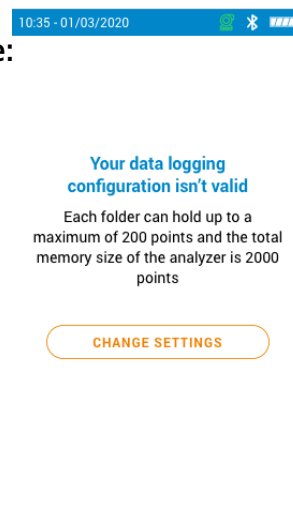 10:35 - 01/03/2020
e:
Your data logging
configuration isn't valid
Each folder can hold up to a
maximum of 200 points and the total
memory size of the analyzer is 2000
points
CHANGE SETTINGS